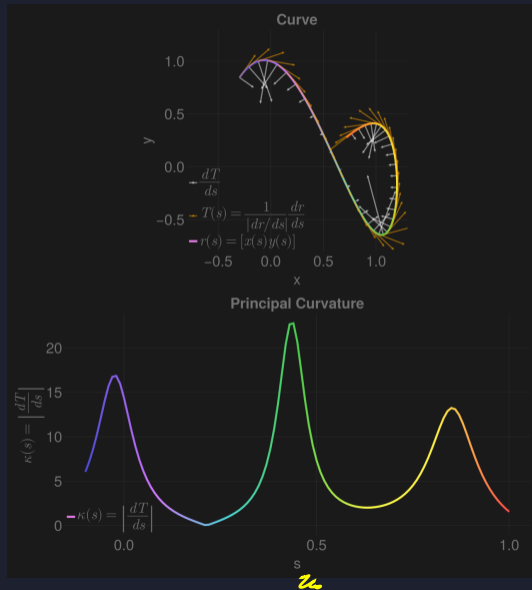 Curve
y
1.0
0.5
0.0
−0.5
dT/ds
T(s) = 1/|dr/ds| dr/ds
r(s) = [x(s)y(s)]
−0.5 0.0 0.5 1.0
x
Principal Curvature
κ(s) = |dT/ds|
20
15
10
5
0
κ(s) = |dT/ds|
0.0 0.5 1.0
s